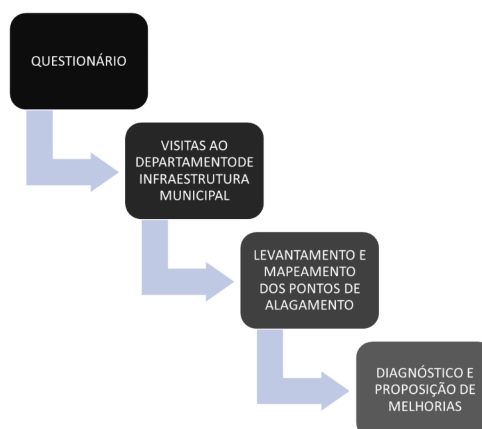 QUESTIONÁRIO
VISITAS AO
DEPARTAMENTODE
INFRAESTRUTURA
MUNICIPAL
LEVANTAMENTO E
MAPEAMENTO
DOS PONTOS DE
ALAGAMENTO
DIAGNÓSTICO E
PROPOSIÇÃO DE
MELHORIAS